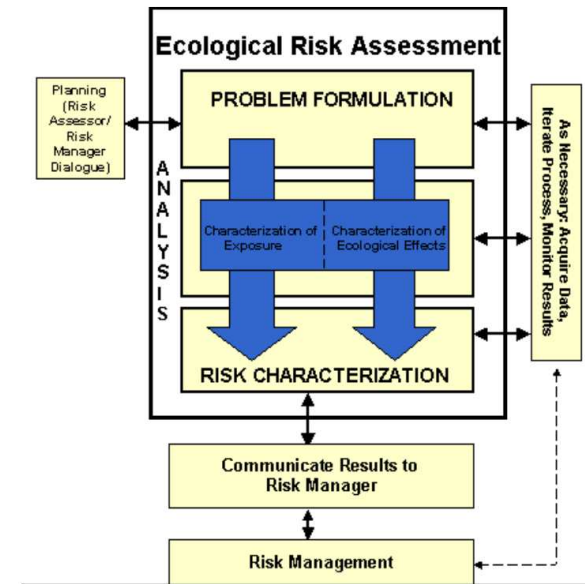 Ecological Risk Assessment
Planning
(Risk
Assessor/
Risk
Manager
Dialogue)
PROBLEM FORMULATION
ANALYSIS
Characterization of
Exposure
Characterization of
Ecological Effects
As Necessary: Acquire Data,
Iterate Process, Monitor Results
RISK CHARACTERIZATION
Communicate Results to
Risk Manager
Risk Management